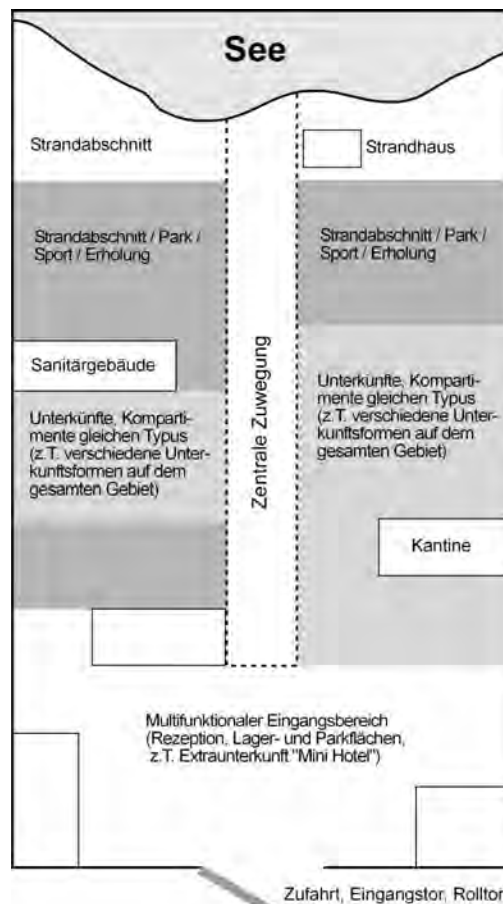 See
Strandabschnitt
Strandhaus
Strandabschnitt / Park /
Sport / Erholung
Strandabschnitt / Park /
Sport / Erholung
Sanitärgebäude
Zentrale Zuwegung
Unterkünfte, Komparti-
mente gleichen Typus
(z.T. verschiedene Unter-
kunftsformen auf dem
gesamten Gebiet)
Unterkünfte, Komparti-
mente gleichen Typus
(z.T. verschiedene Unter-
kunftsformen auf dem
gesamten Gebiet)
Kantine
Multifunktionaler Eingangsbereich
(Rezeption, Lager- und Parkflächen,
z.T. Extraunterkunft "Mini Hotel")
Zufahrt, Eingangstor, Rolltor